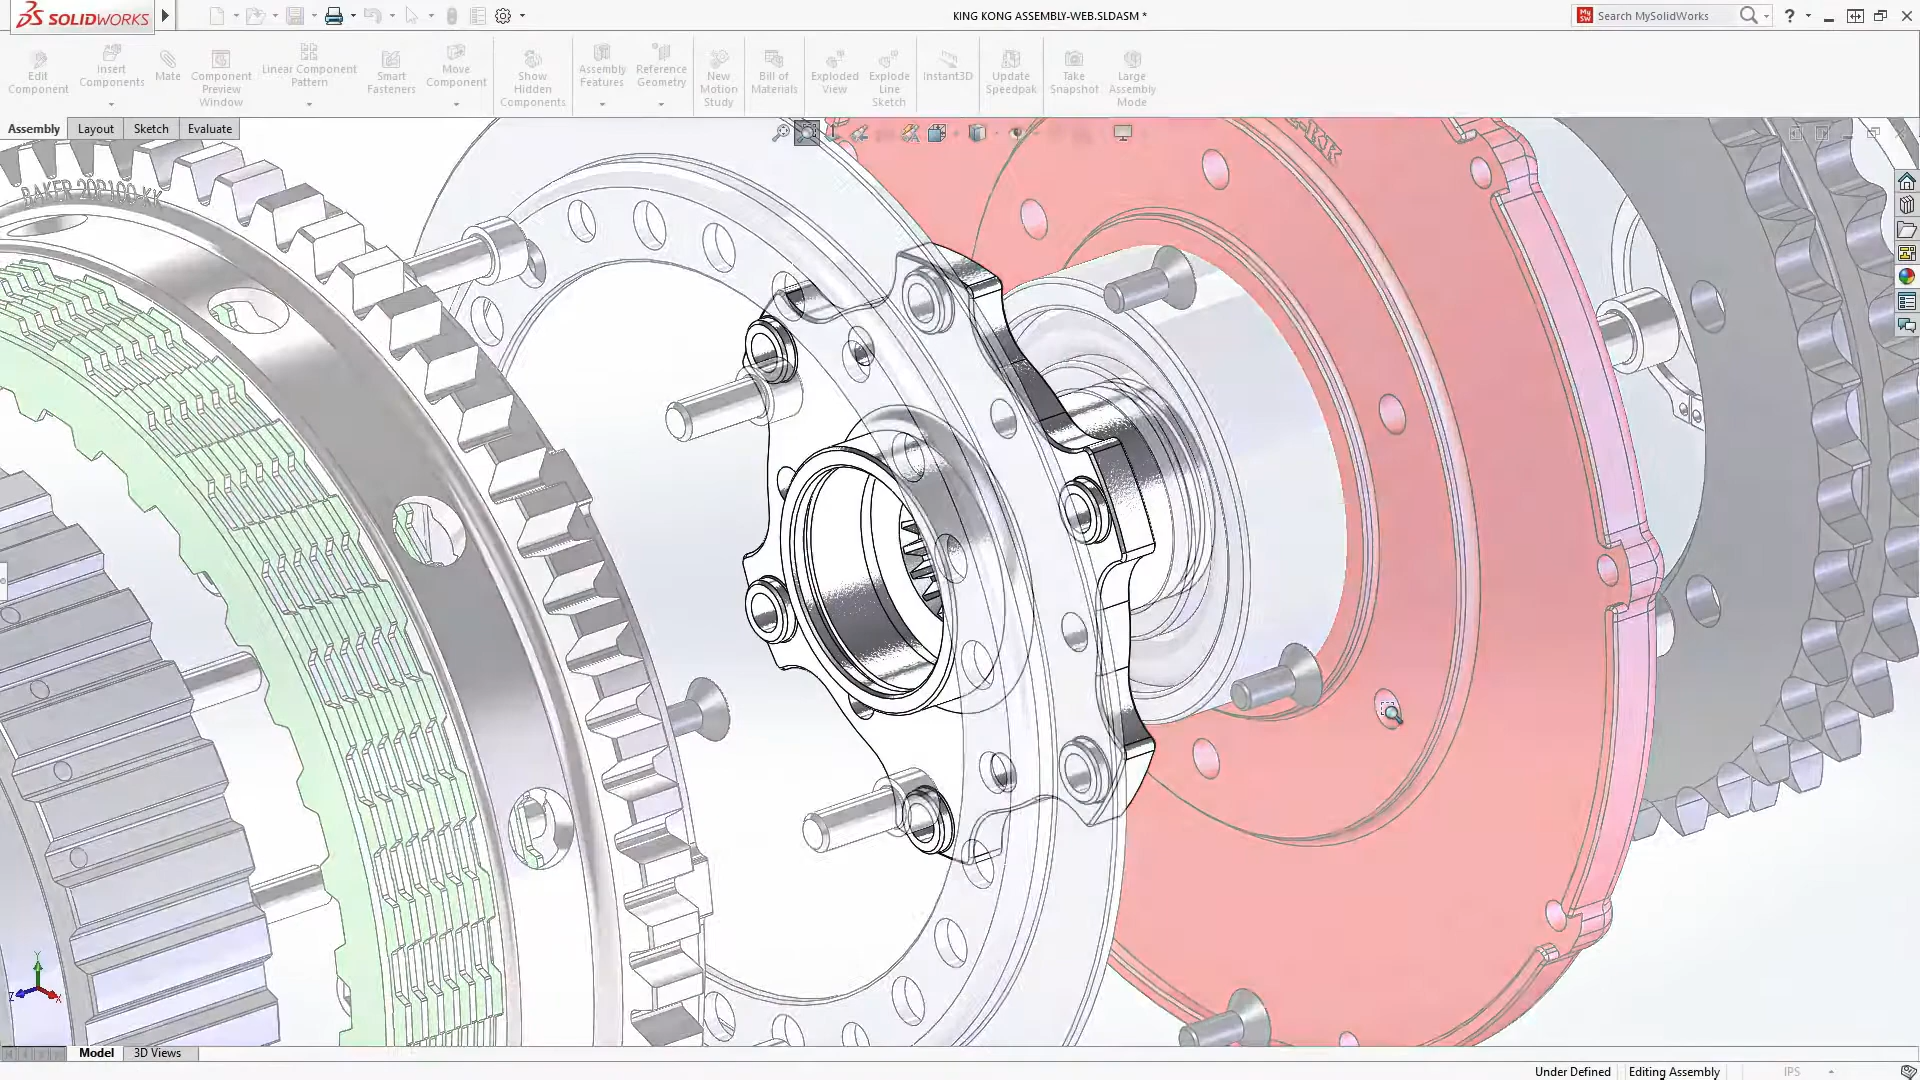 SOLIDWORKS
KING KONG ASSEMBLY-WEB.SLDASM *
Search MySolidWorks
?
Edit Component
Insert Components
Mate
Component Preview Window
Linear Component Pattern
Smart Fasteners
Move Component
Show Hidden Components
Assembly Features
Reference Geometry
New Motion Study
Bill of Materials
Exploded View
Explode Line Sketch
Instant3D
Update Speedpak
Take Snapshot
Large Assembly Mode
Assembly
Layout
Sketch
Evaluate
BAKER 20P100-KK
Y
Z
X
Model
3D Views
Under Defined
Editing Assembly
IPS